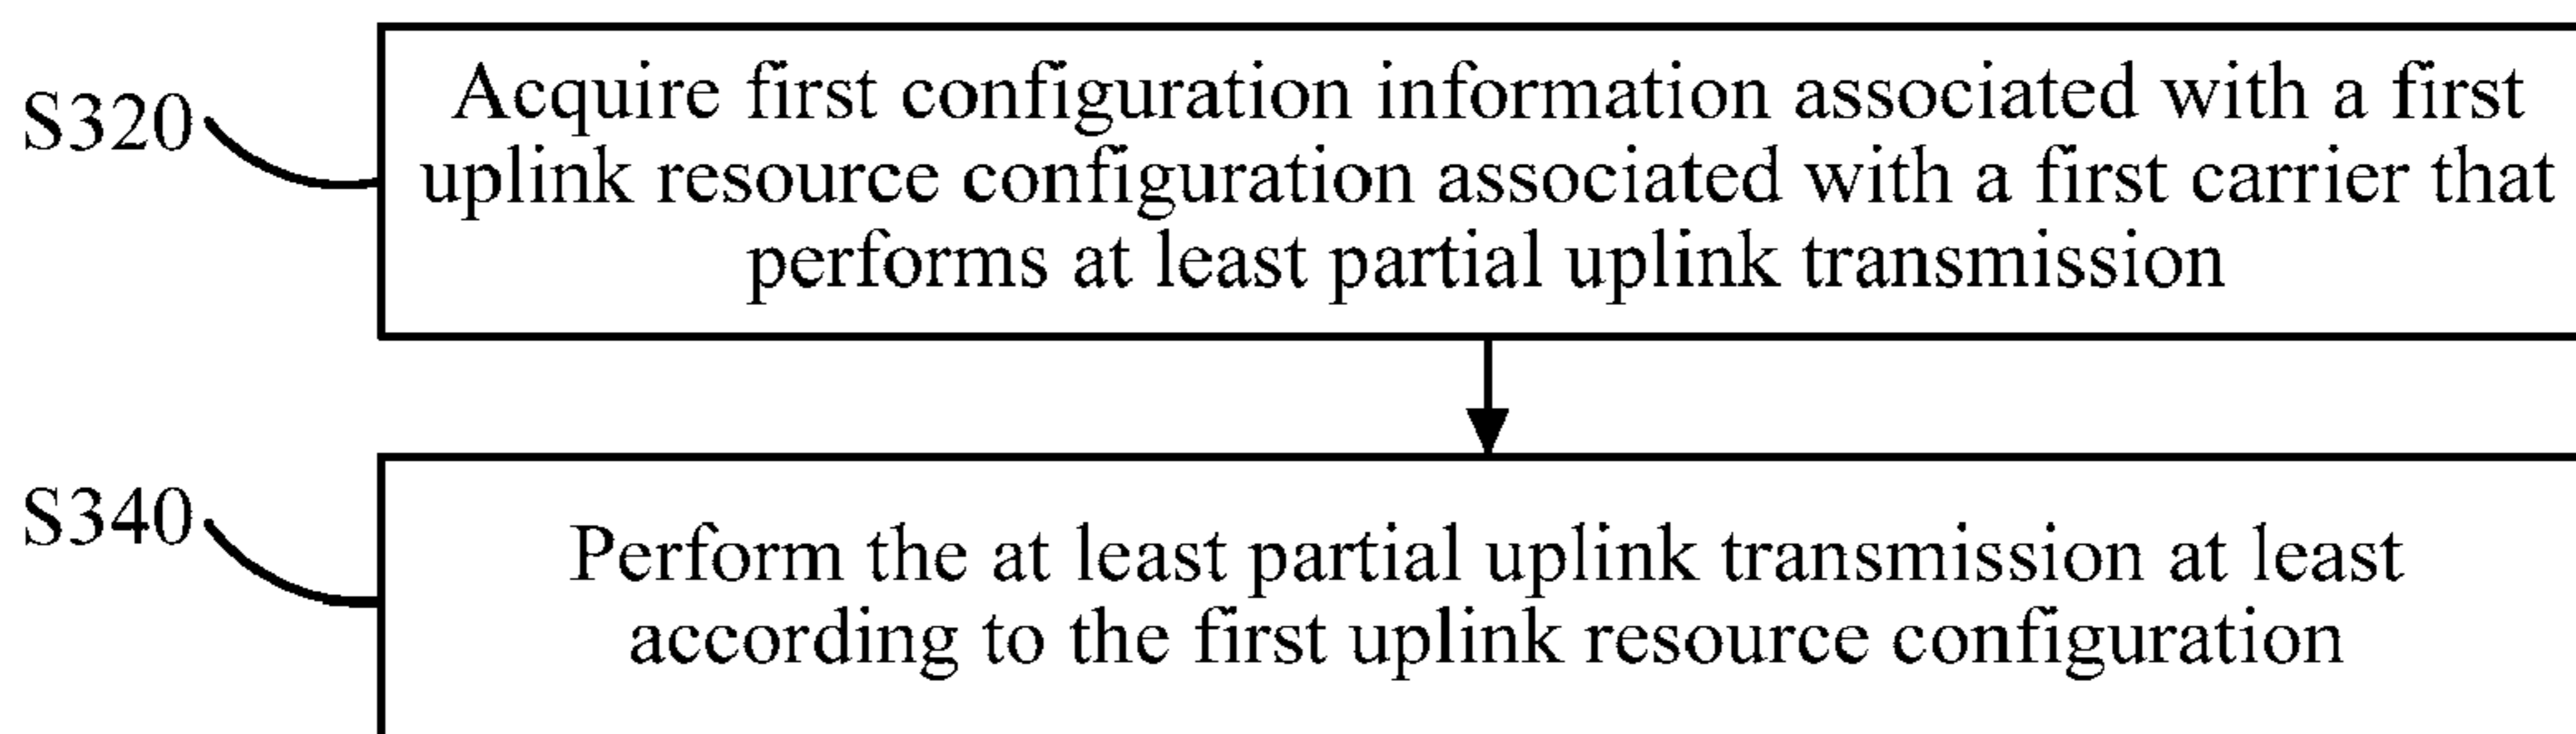 S320
Acquire first configuration information associated with a first
uplink resource configuration associated with a first carrier that
performs at least partial uplink transmission
S340
Perform the at least partial uplink transmission at least
according to the first uplink resource configuration